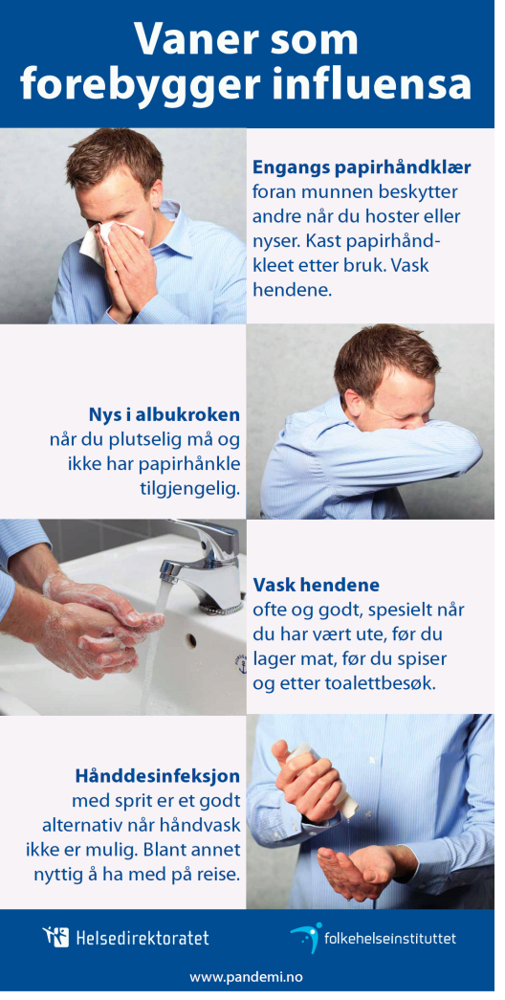 Vaner som
forebygger influensa
Engangs papirhåndklær
foran munnen beskytter
andre når du hoster eller
nyser. Kast papirhånd-
kleet etter bruk. Vask
hendene.
Nys i albukroken
når du plutselig må og
ikke har papirhånkle
tilgjengelig.
Vask hendene
ofte og godt, spesielt når
du har vært ute, før du
lager mat, før du spiser
og etter toalettbesøk.
Hånddesinfeksjon
med sprit er et godt
alternativ når håndvask
ikke er mulig. Blant annet
nyttig å ha med på reise.
Helsedirektoratet
folkehelseinstituttet
www.pandemi.no